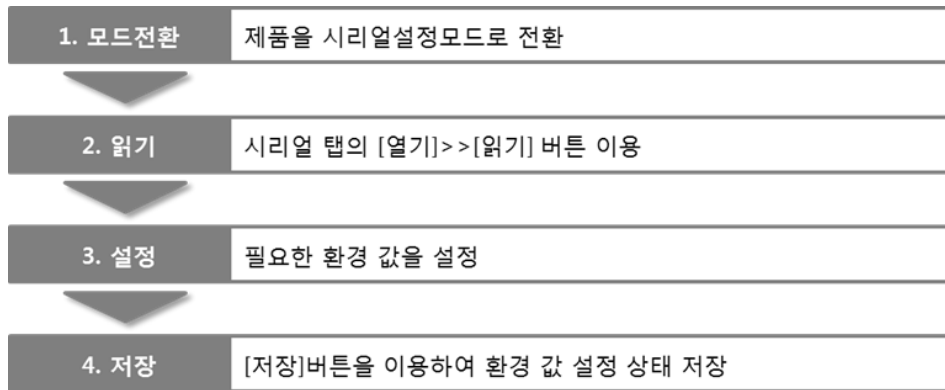 1. 모드전환 제품을 시리얼설정모드로 전환
2. 읽기 시리얼 탭의 [열기]>>[읽기] 버튼 이용
3. 설정 필요한 환경 값을 설정
4. 저장 [저장]버튼을 이용하여 환경 값 설정 상태 저장